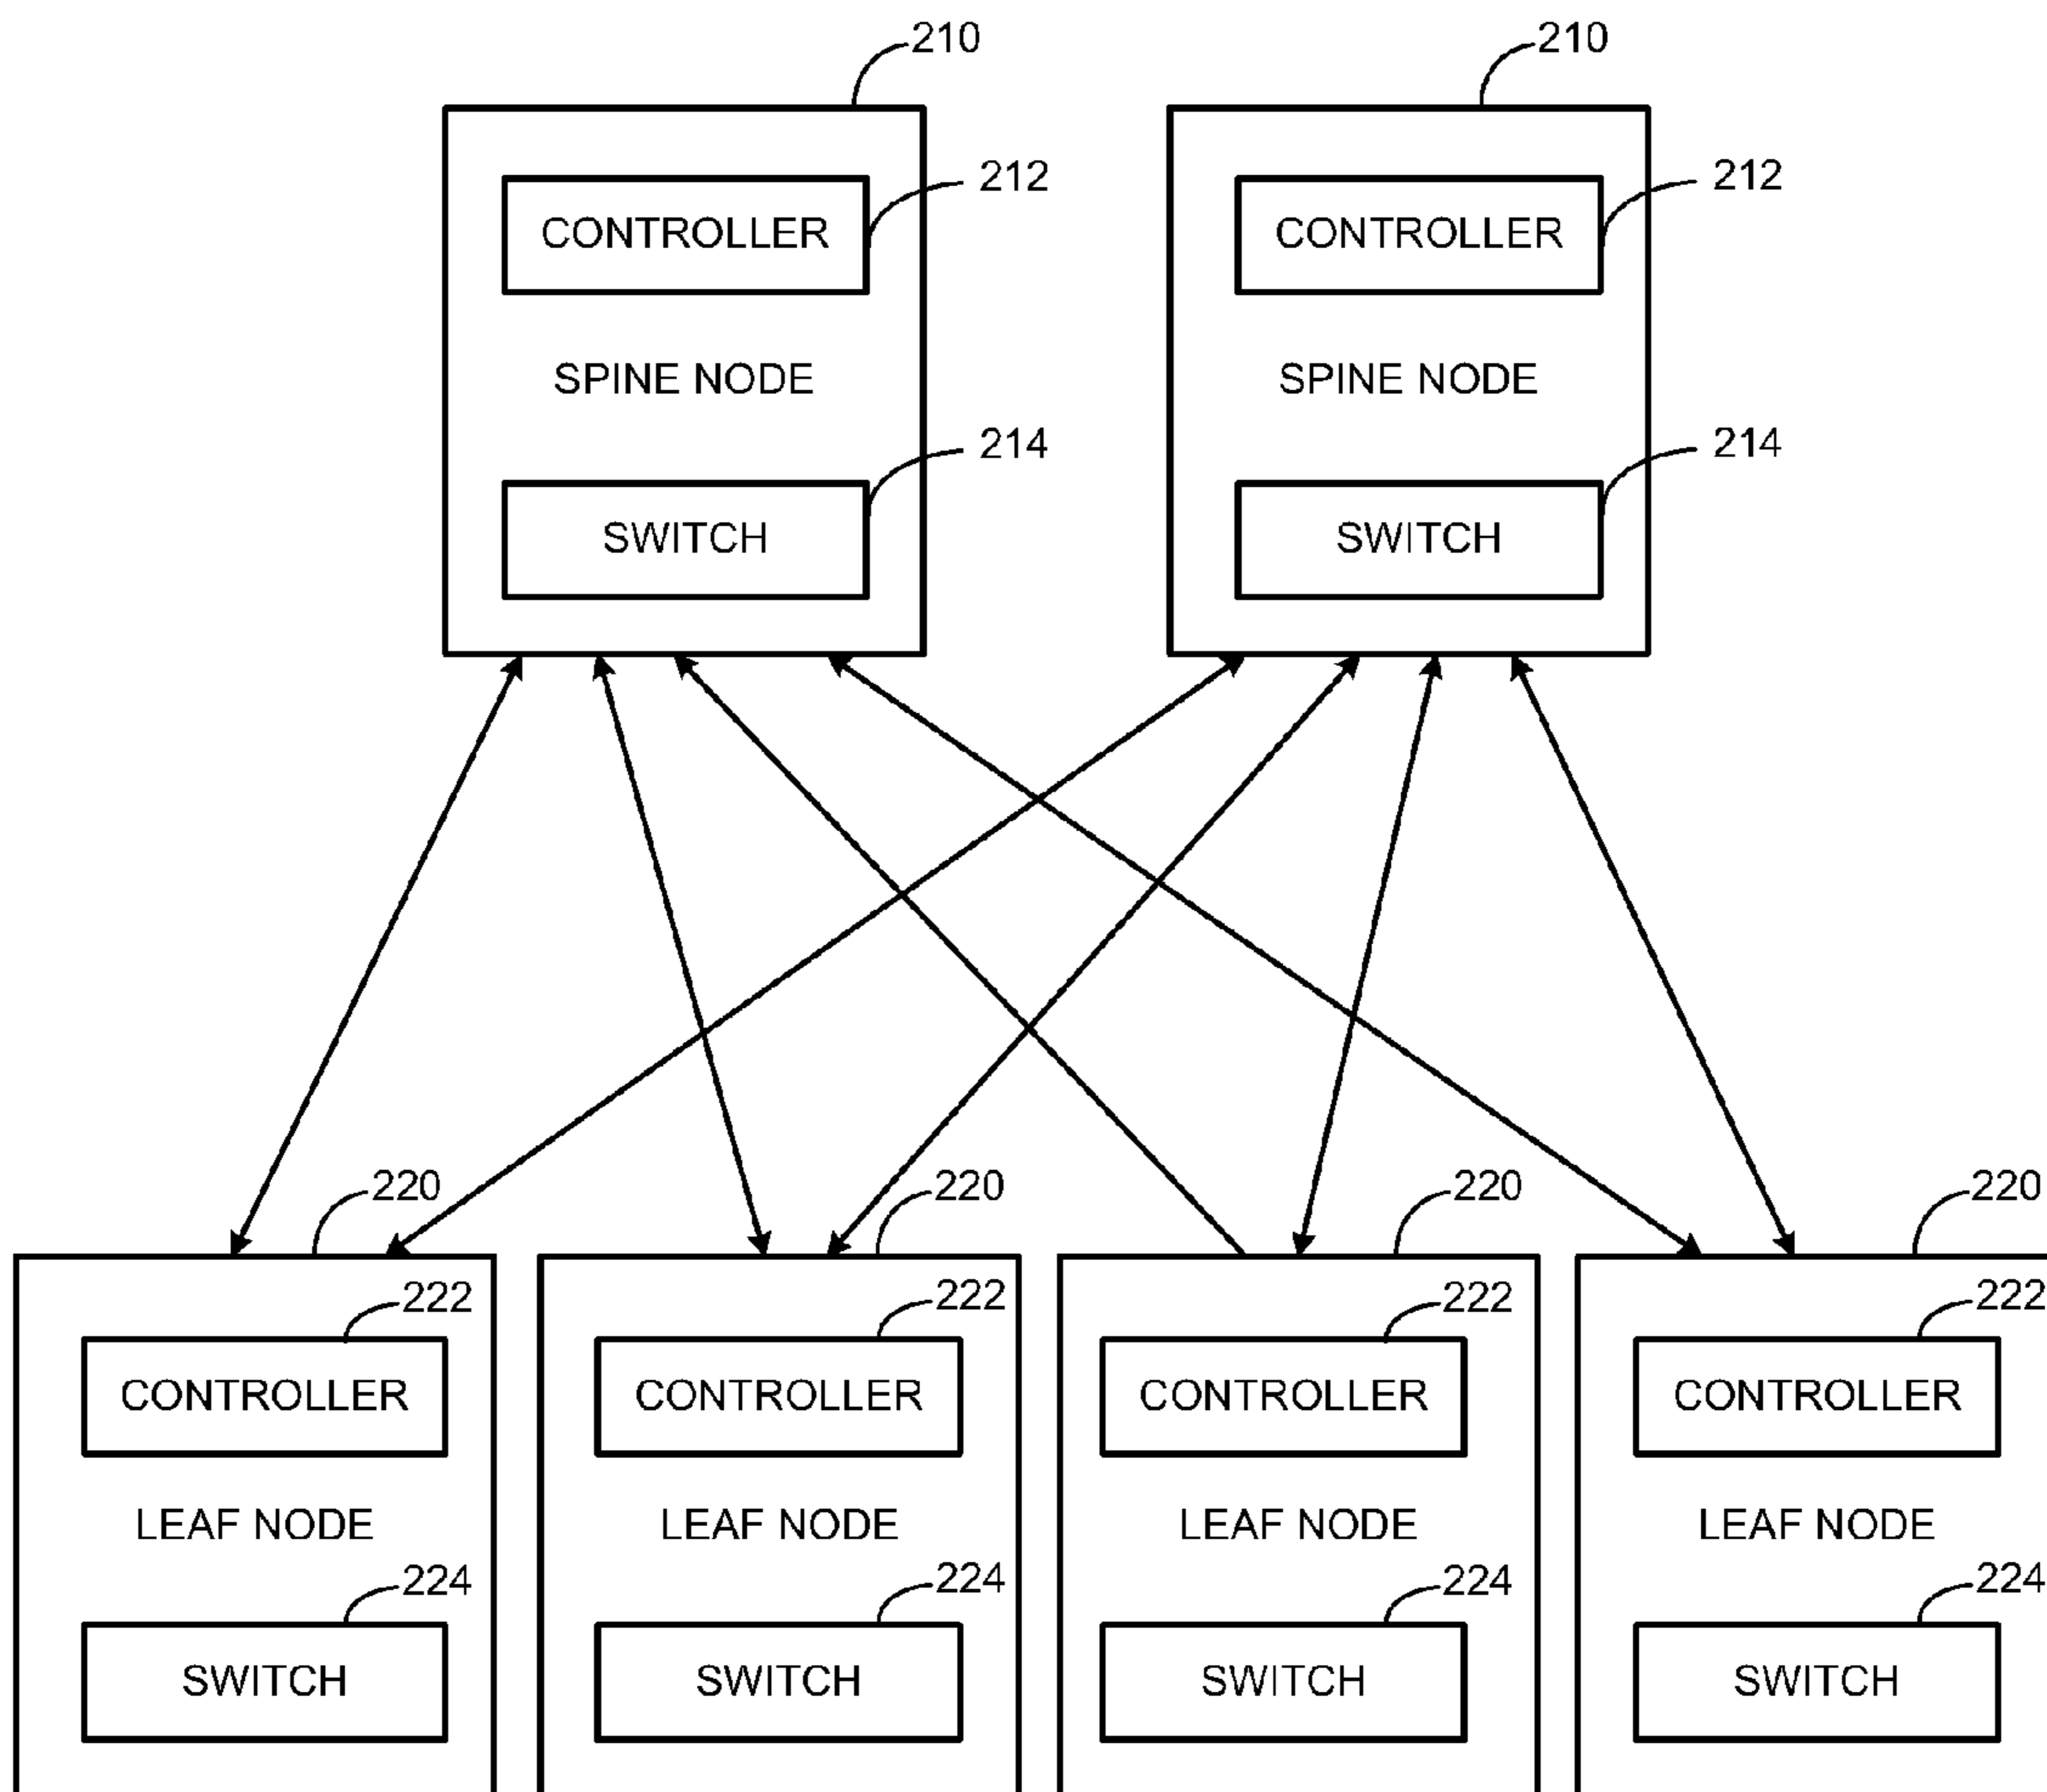 210
210
212
212
CONTROLLER
CONTROLLER
SPINE NODE
SPINE NODE
214
214
SWITCH
SWITCH
220
220
220
220
222
222
222
222
CONTROLLER
CONTROLLER
CONTROLLER
CONTROLLER
LEAF NODE
LEAF NODE
LEAF NODE
LEAF NODE
224
224
224
224
SWITCH
SWITCH
SWITCH
SWITCH